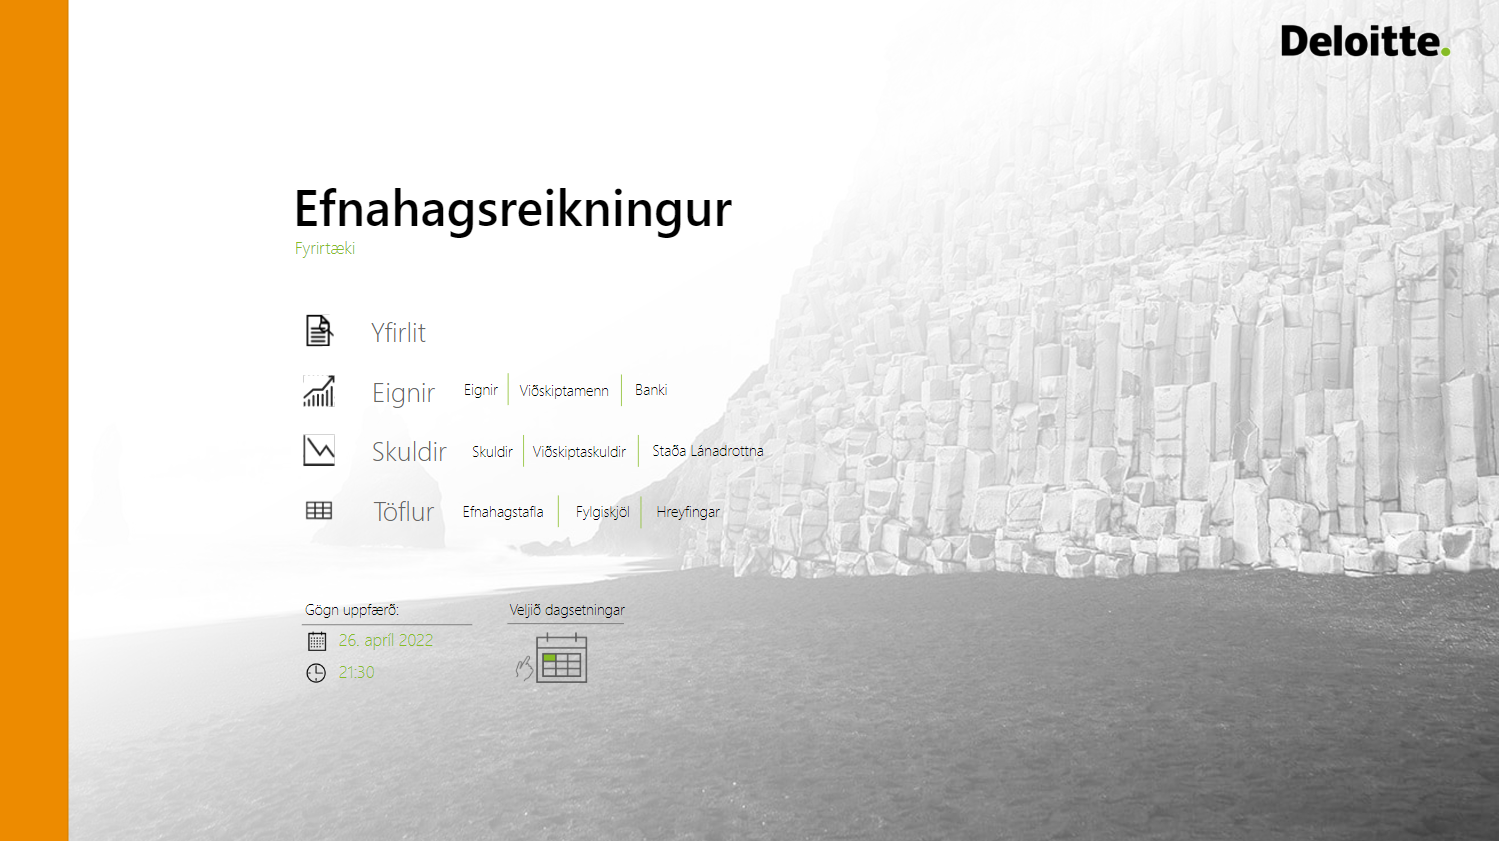 Deloitte.
Efnahagsreikningur
Fyrirtæki
Yfirlit
Eignir Eignir Viðskiptamenn Banki
Skuldir Skuldir Viðskiptaskuldir Staða Lánadrottna
Töflur Efnahagstafla Fylgiskjöl Hreyfingar
Gögn uppfærð: Veljið dagsetningar
26. apríl 2022
21:30